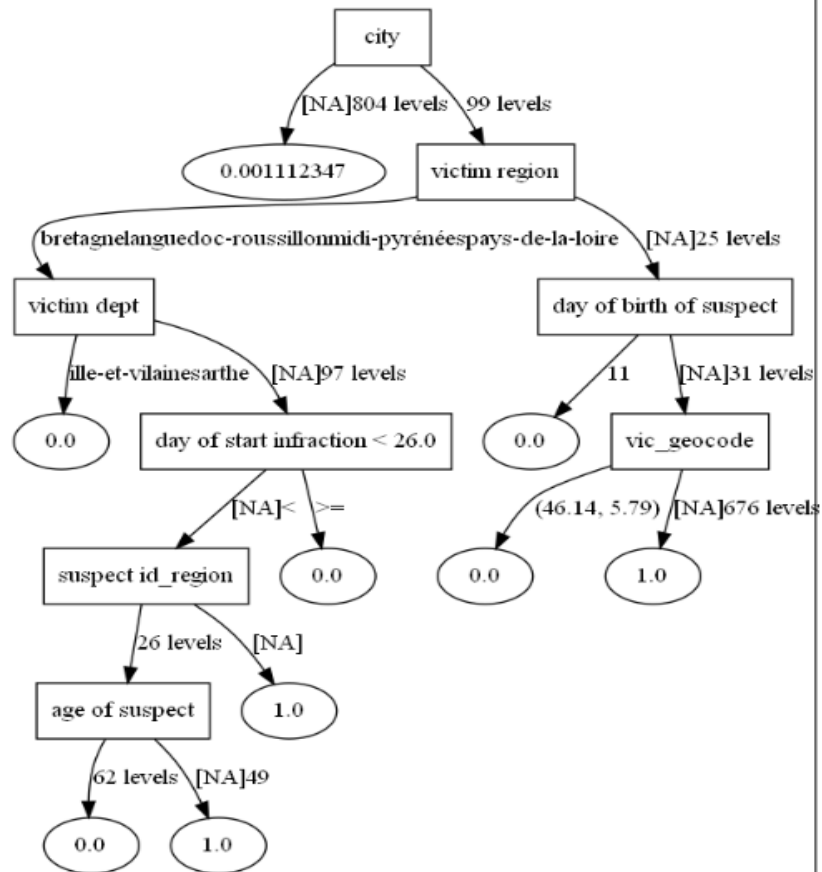 city
[NA]804 levels 99 levels
0.001112347 victim region
bretagnelanguedoc-roussillonmidi-pyrénéespays-de-la-loire [NA]25 levels
victim dept day of birth of suspect
ille-et-vilainesarthe [NA]97 levels 11 [NA]31 levels
0.0 day of start infraction < 26.0 0.0 vic_geocode
[NA]< >= (46.14, 5.79) [NA]676 levels
suspect id_region 0.0 0.0 1.0
26 levels [NA]
age of suspect 1.0
62 levels [NA]49
0.0 1.0